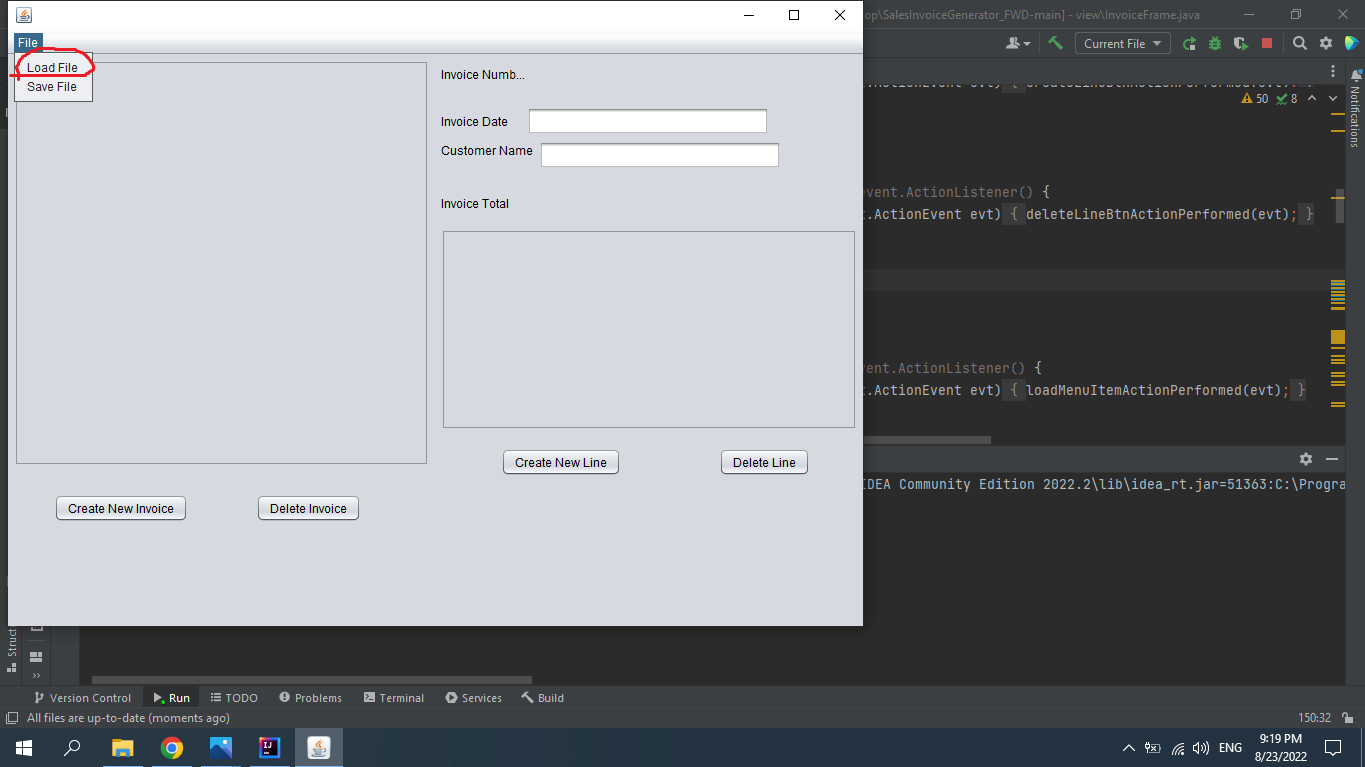 op\SalesInvoiceGenerator_FWD-main] - view\InvoiceFrame.java
File
Load File
Save File
Current File
Invoice Numb...
Invoice Date
Customer Name
Invoice Total
Create New Line
Delete Line
Create New Invoice
Delete Invoice
50
8
Notifications
event.ActionListener() {
.ActionEvent evt) { deleteLineBtnActionPerformed(evt); }
vent.ActionListener() {
.ActionEvent evt) { loadMenuItemActionPerformed(evt); }
IDEA Community Edition 2022.2\lib\idea_rt.jar=51363:C:\Progra
Struct
Version Control
Run
TODO
Problems
Terminal
Services
Build
All files are up-to-date (moments ago)
150:32
ENG
9:19 PM
8/23/2022